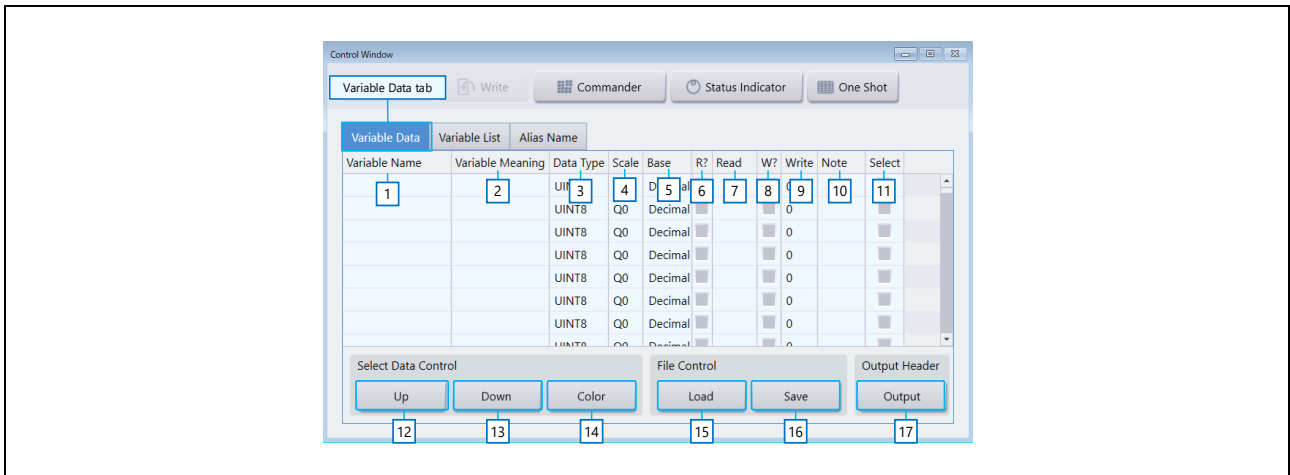 Control Window
Variable Data tab Write Commander Status Indicator One Shot
Variable Data Variable List Alias Name
Variable Name Variable Meaning Data Type Scale Base R? Read W? Write Note Select
1 2 3 4 5 6 7 8 9 10 11
UINT8 Q0 Decimal 0
UINT8 Q0 Decimal 0
UINT8 Q0 Decimal 0
UINT8 Q0 Decimal 0
UINT8 Q0 Decimal 0
UINT8 Q0 Decimal 0
Select Data Control File Control Output Header
Up Down Color Load Save Output
12 13 14 15 16 17